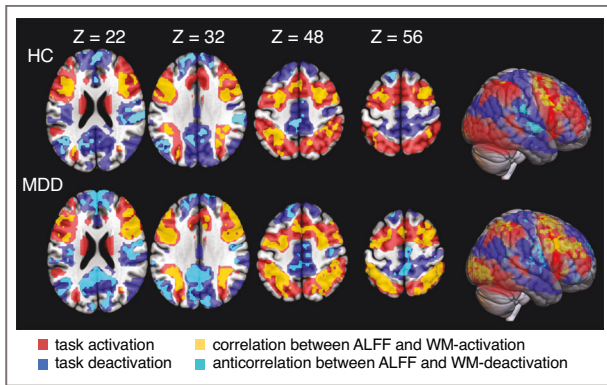 Z = 22 Z = 32 Z = 48 Z = 56
HC
MDD
task activation correlation between ALFF and WM-activation
task deactivation anticorrelation between ALFF and WM-deactivation